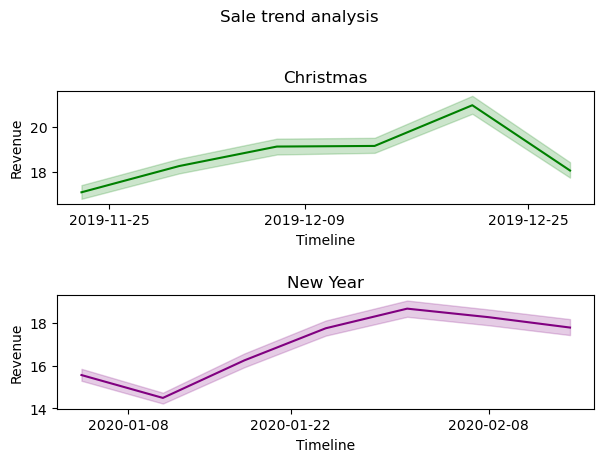 Sale trend analysis
Christmas
20
18
Revenue
2019-11-25 2019-12-09 2019-12-25
Timeline
New Year
18
16
14
Revenue
2020-01-08 2020-01-22 2020-02-08
Timeline